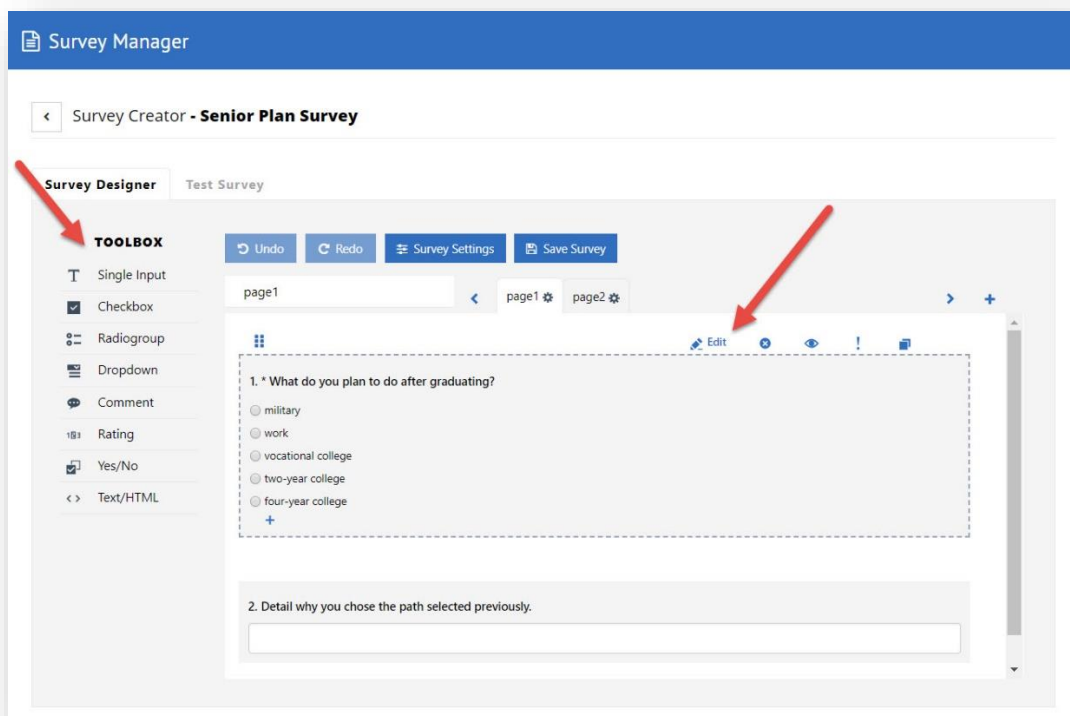 Survey Manager
Survey Creator - Senior Plan Survey
Survey Designer Test Survey
TOOLBOX
Single Input
Checkbox
Radiogroup
Dropdown
Comment
Rating
Yes/No
Text/HTML
Undo Redo Survey Settings Save Survey
page1 page1 page2
Edit
1. * What do you plan to do after graduating?
military
work
vocational college
two-year college
four-year college
+
2. Detail why you chose the path selected previously.